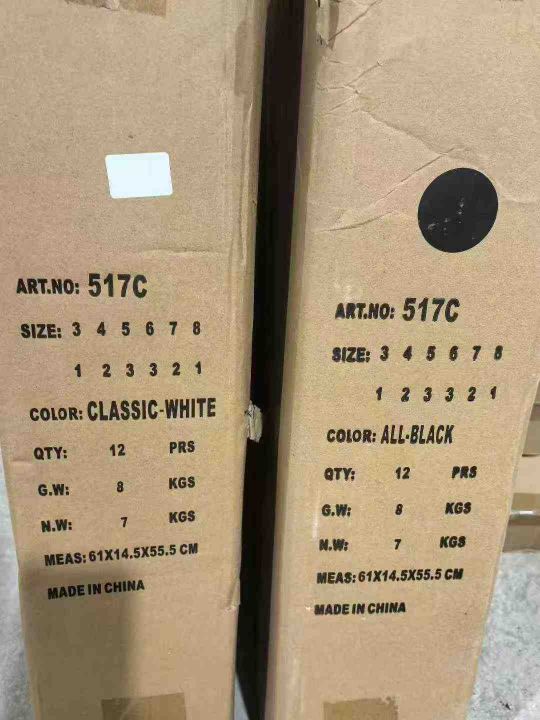 ART.NO: 517C
SIZE: 3 4 5 6 7 8
1 2 3 3 2 1
COLOR: CLASSIC-WHITE
QTY: 12 PRS
G.W: 8 KGS
N.W: 7 KGS
MEAS: 61X14.5X55.5 CM
MADE IN CHINA
ART.NO: 517C
SIZE: 3 4 5 6 7 8
1 2 3 3 2 1
COLOR: ALL-BLACK
QTY: 12 PRS
G.W: 8 KGS
N.W: 7 KGS
MEAS: 61X14.5X55.5 CM
MADE IN CHINA